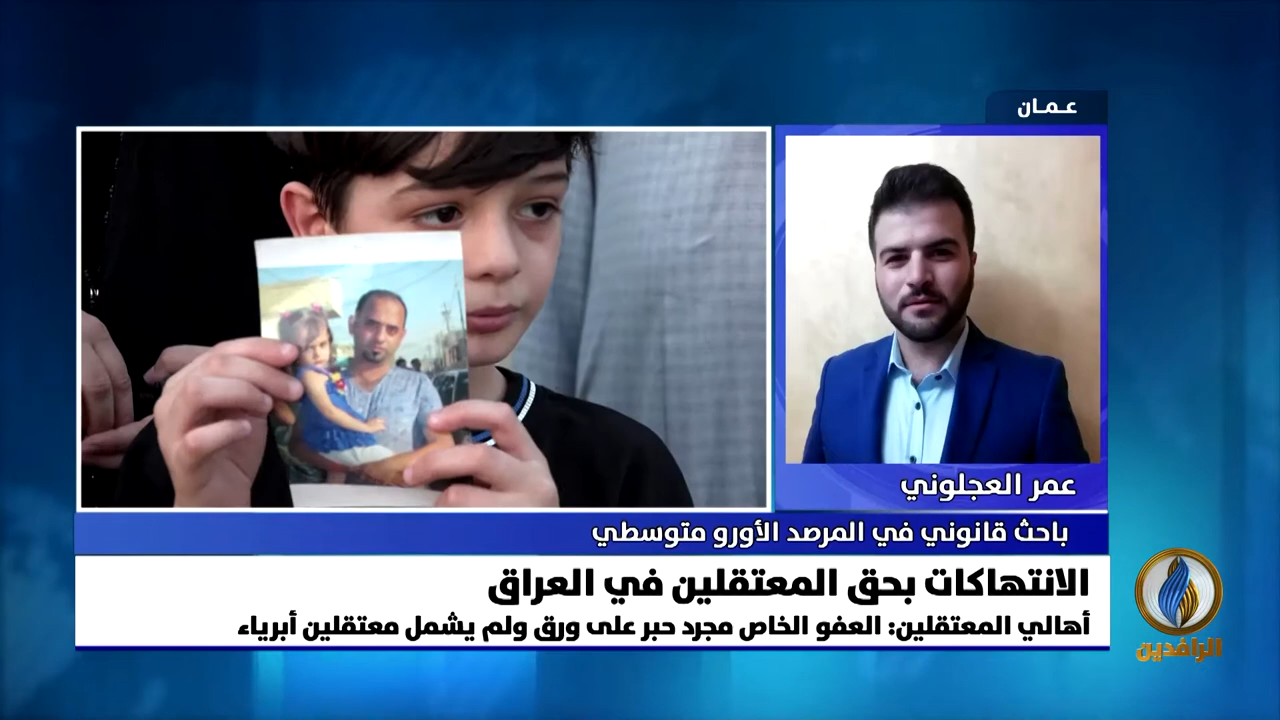 عـمـان
عمر العجلوني
باحث قانوني في المرصد الأورو متوسطي
الانتهاكات بحق المعتقلين في العراق
أهالي المعتقلين: العفو الخاص مجرد حبر على ورق ولم يشمل معتقلين أبرياء
الرافدين